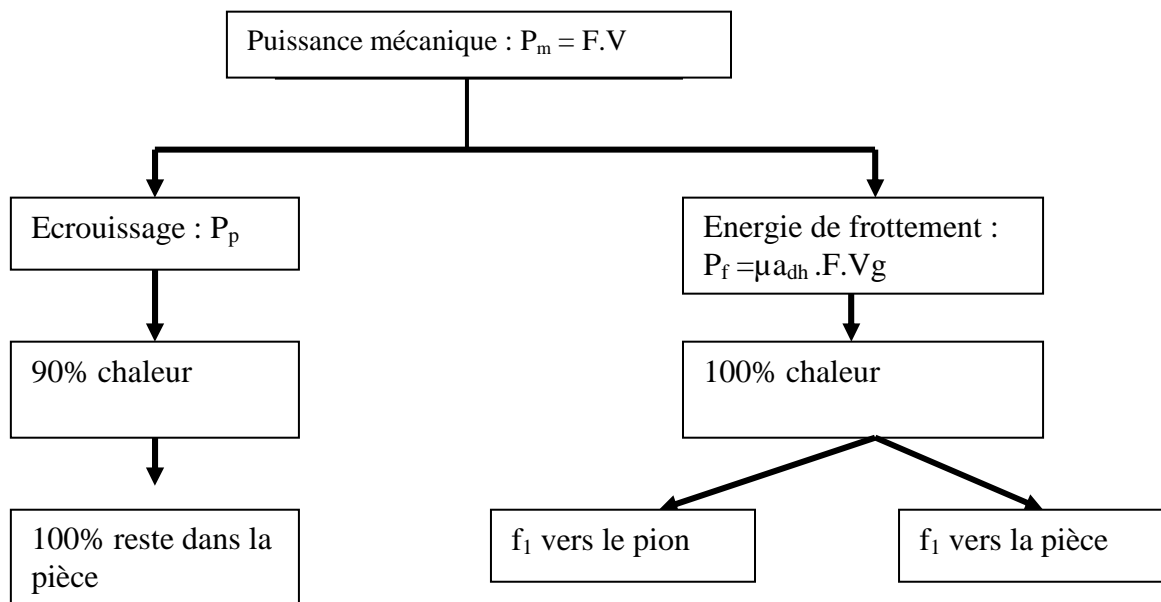 Puissance mécanique : Pm = F.V
Ecrouissage : Pp
Energie de frottement :
Pf =µadh .F.Vg
90% chaleur
100% chaleur
100% reste dans la
pièce
f1 vers le pion
f1 vers la pièce